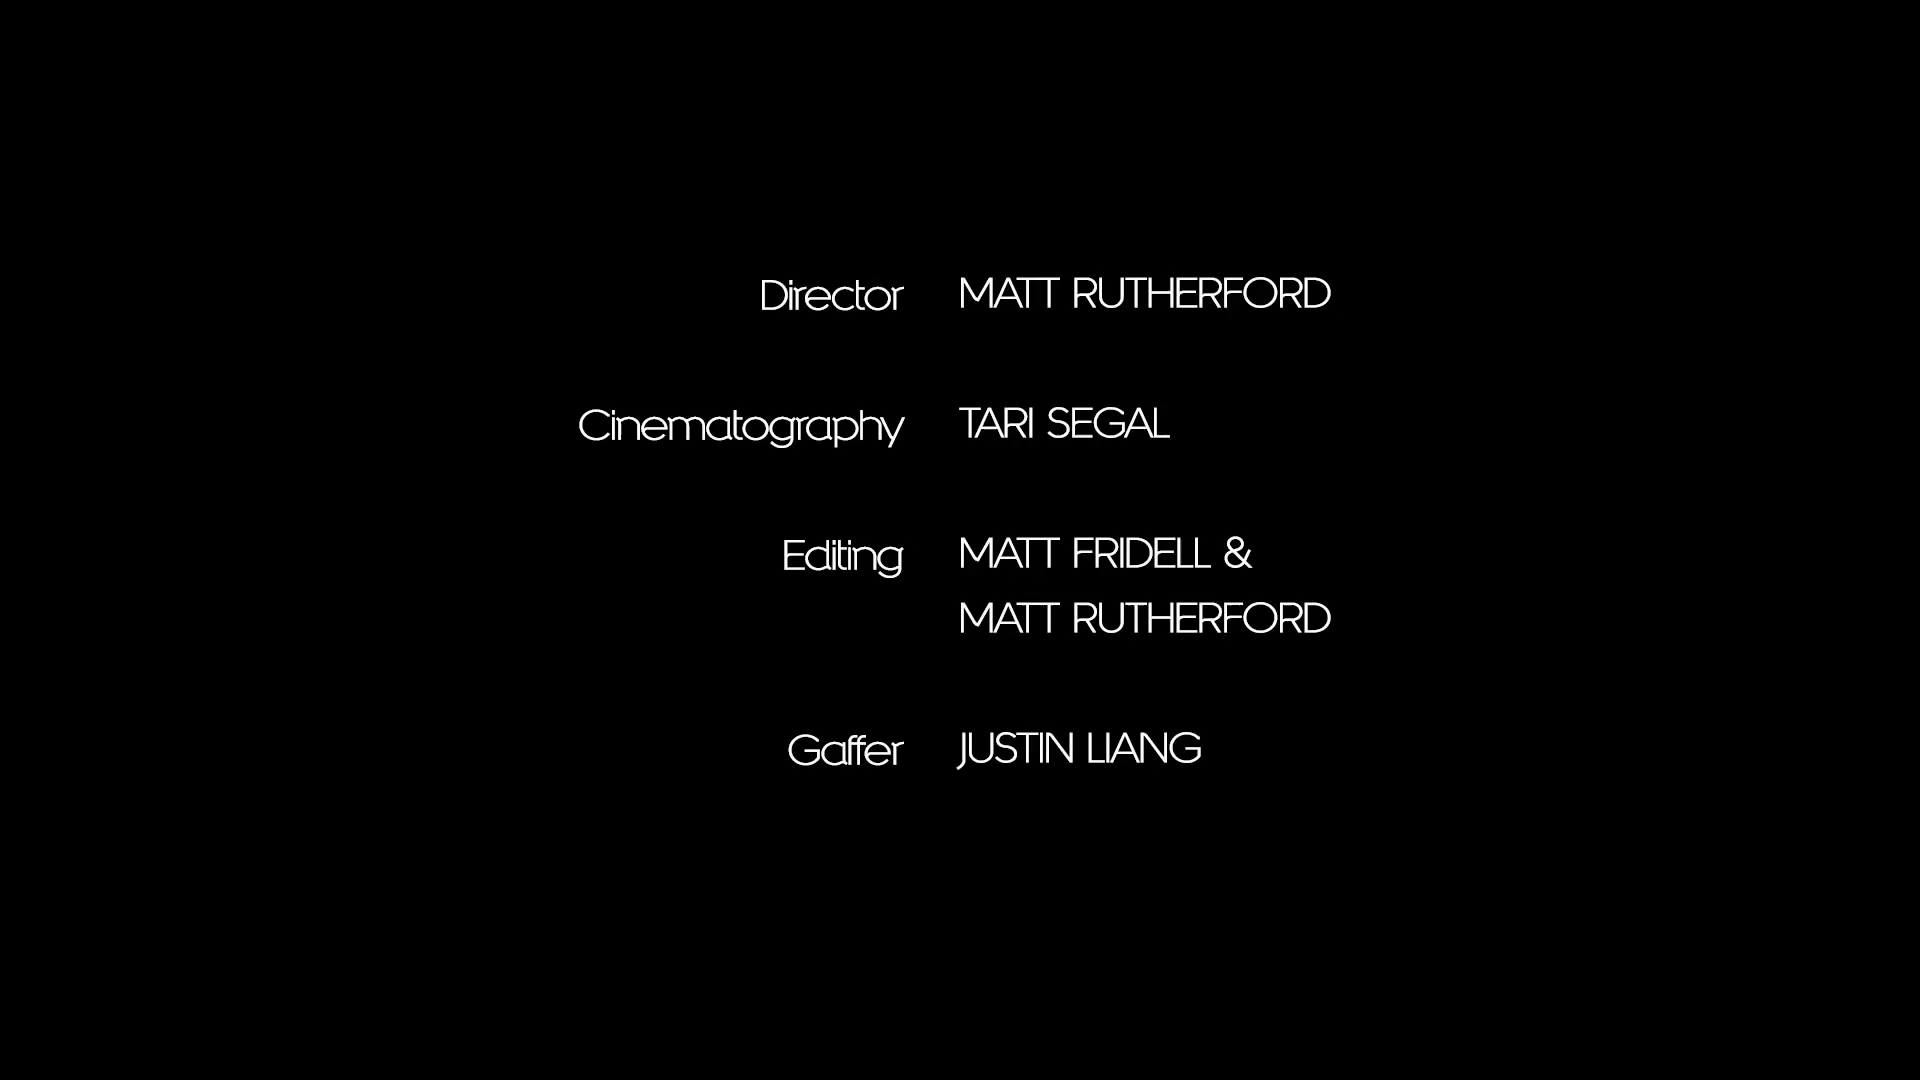 Director MATT RUTHERFORD
Cinematography TARI SEGAL
Editing MATT FRIDELL &
MATT RUTHERFORD
Gaffer JUSTIN LIANG